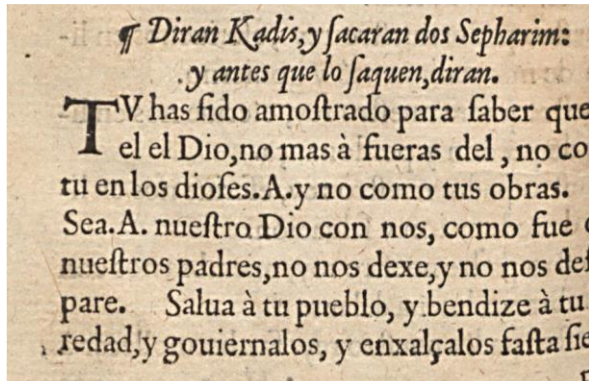 ¶ Diran Kadis, y ſacaran dos Sepharim:
y antes que lo ſaquen, diran.
TV has ſido amoſtrado para ſaber que
el el Dio, no mas à fueras del, no co
tu en los dioſes. A. y no como tus obras.
Sea. A. nueſtro Dio con nos, como fue
nueſtros padres, no nos dexe, y no nos deſ
pare. Salua à tu pueblo, y bendize à tu
redad, y gouiernalos, y enxalçalos faſta ſie